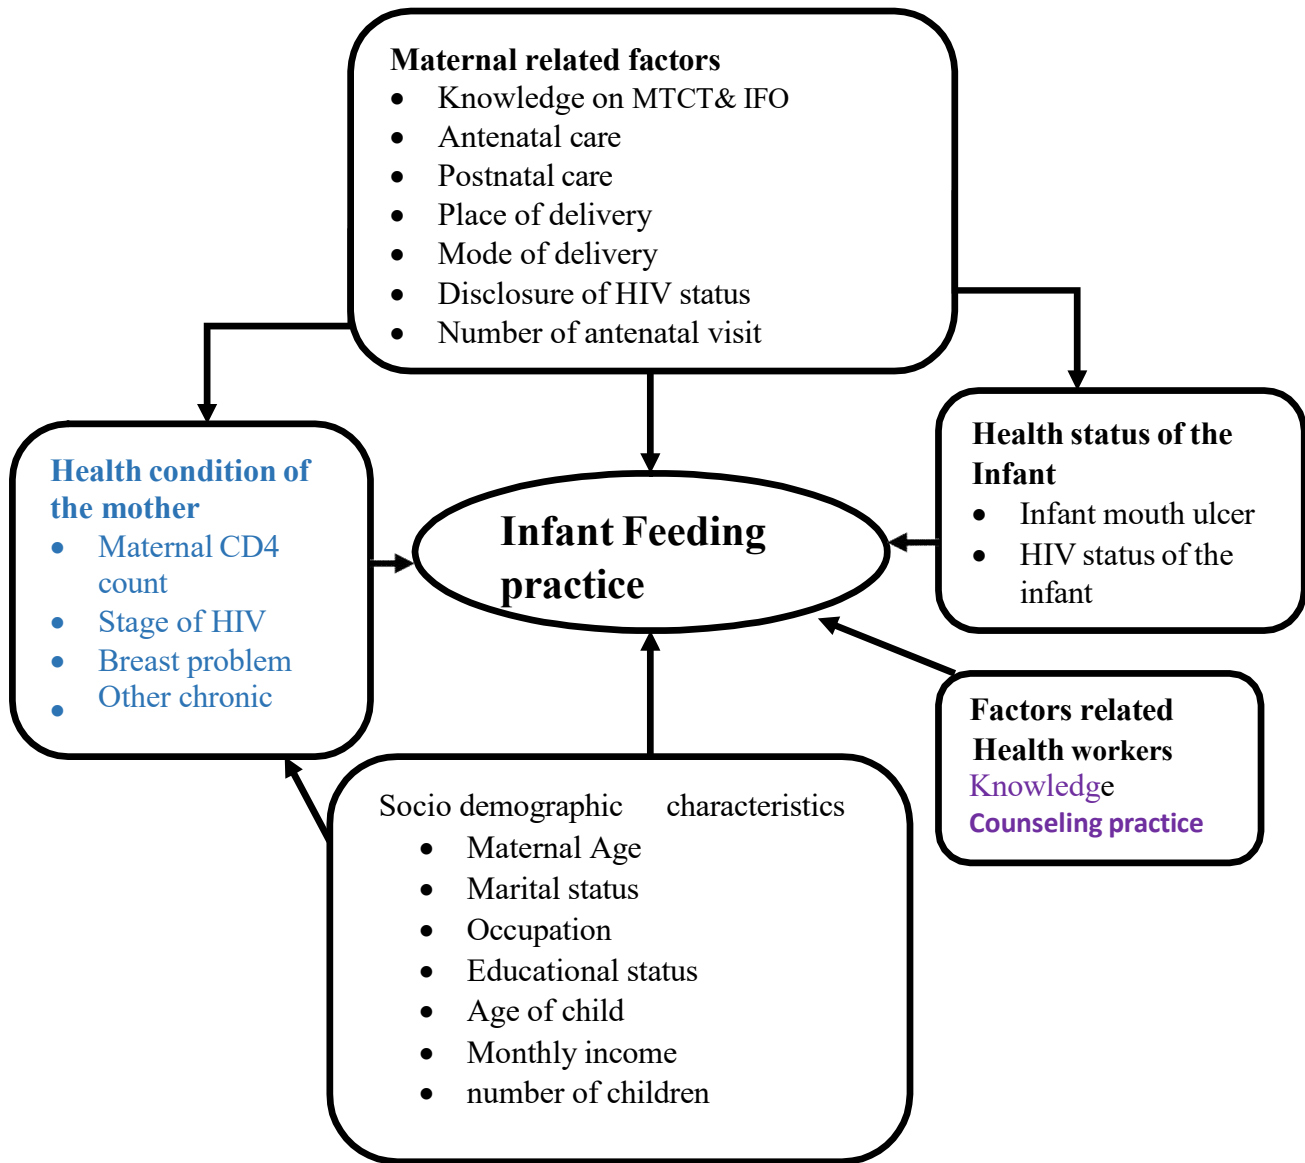 Maternal related factors
• Knowledge on MTCT& IFO
• Antenatal care
• Postnatal care
• Place of delivery
• Mode of delivery
• Disclosure of HIV status
• Number of antenatal visit
Health condition of
the mother
• Maternal CD4
count
• Stage of HIV
• Breast problem
• Other chronic
Infant Feeding
practice
Health status of the
Infant
• Infant mouth ulcer
• HIV status of the
infant
Factors related
Health workers
Knowledge
Counseling practice
Socio demographic characteristics
• Maternal Age
• Marital status
• Occupation
• Educational status
• Age of child
• Monthly income
• number of children